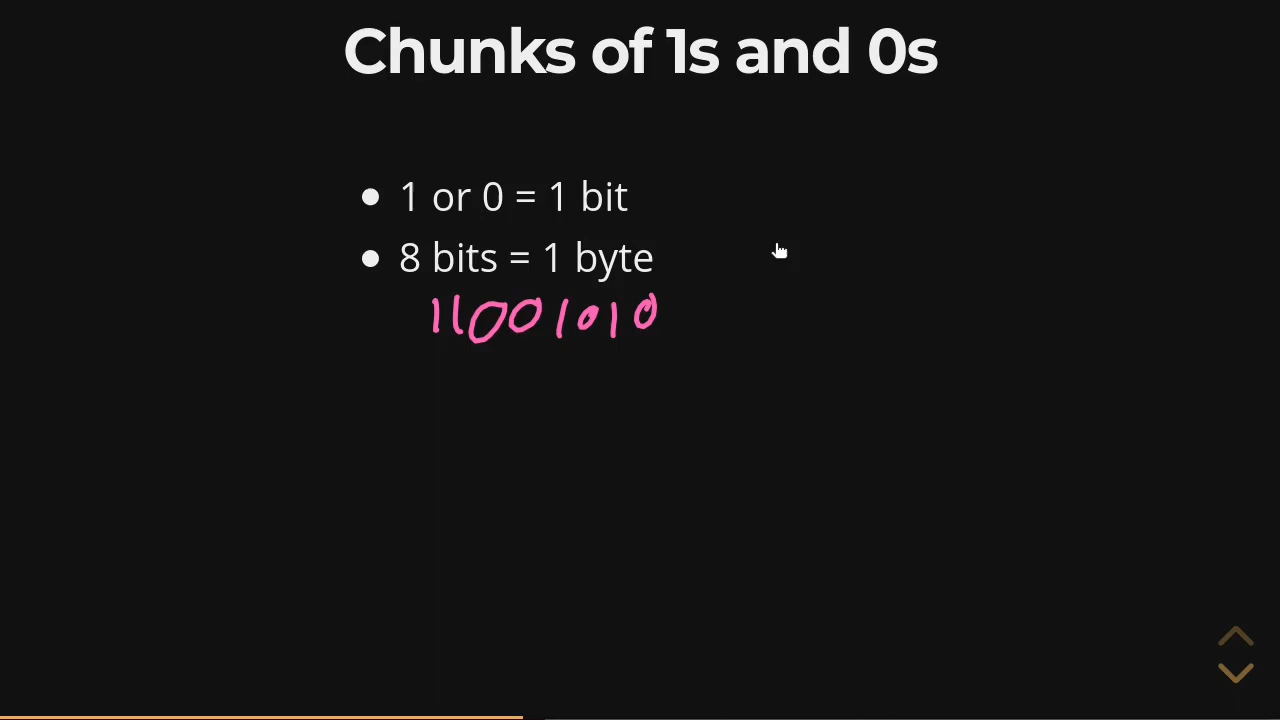 Chunks of 1s and 0s
1 or 0 = 1 bit
8 bits = 1 byte
11001010